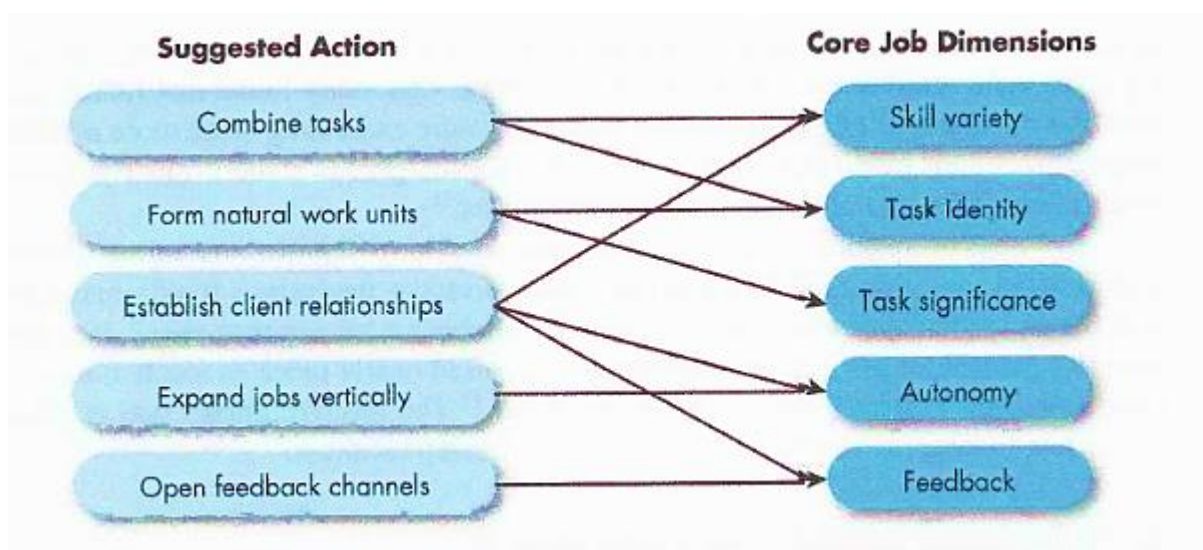 Suggested Action
Core Job Dimensions
Combine tasks
Skill variety
Form natural work units
Task identity
Establish client relationships
Task significance
Expand jobs vertically
Autonomy
Open feedback channels
Feedback